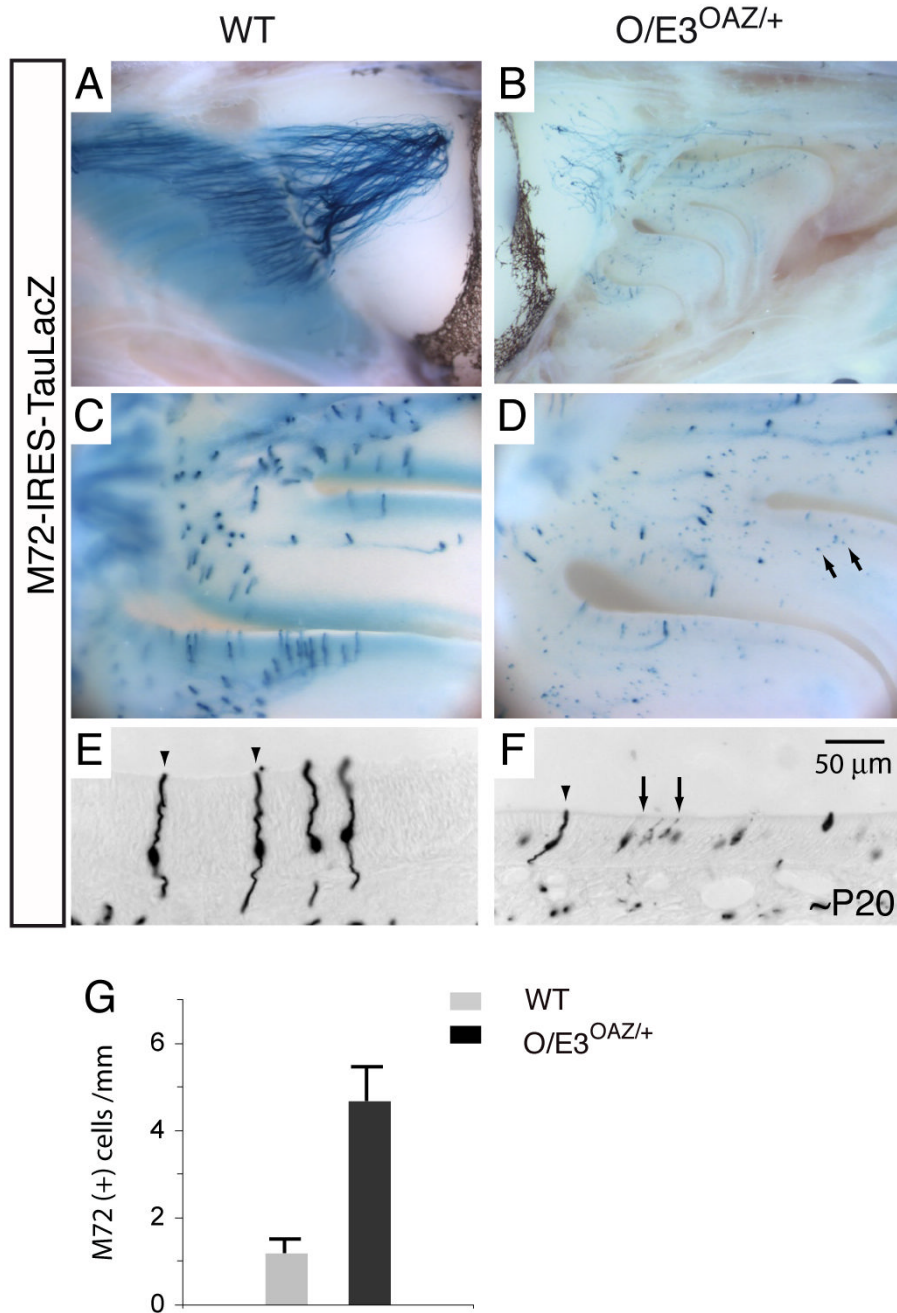 WT
O/E3OAZ/+
M72-IRES-TauLacZ
A
B
C
D
E
F
50 μm
~P20
G
WT
O/E3OAZ/+
M72 (+) cells /mm
6
4
2
0